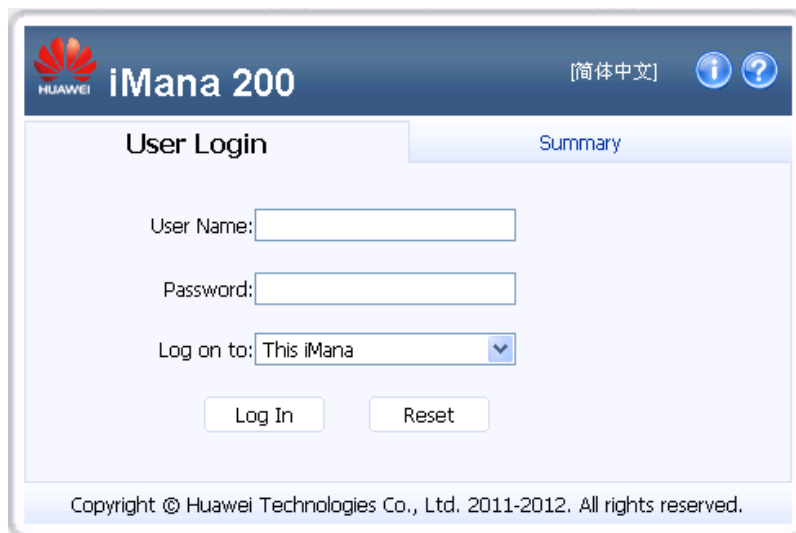 HUAWEI iMana 200 [简体中文] i ?
User Login Summary
User Name:
Password:
Log on to: This iMana
Log In Reset
Copyright © Huawei Technologies Co., Ltd. 2011-2012. All rights reserved.